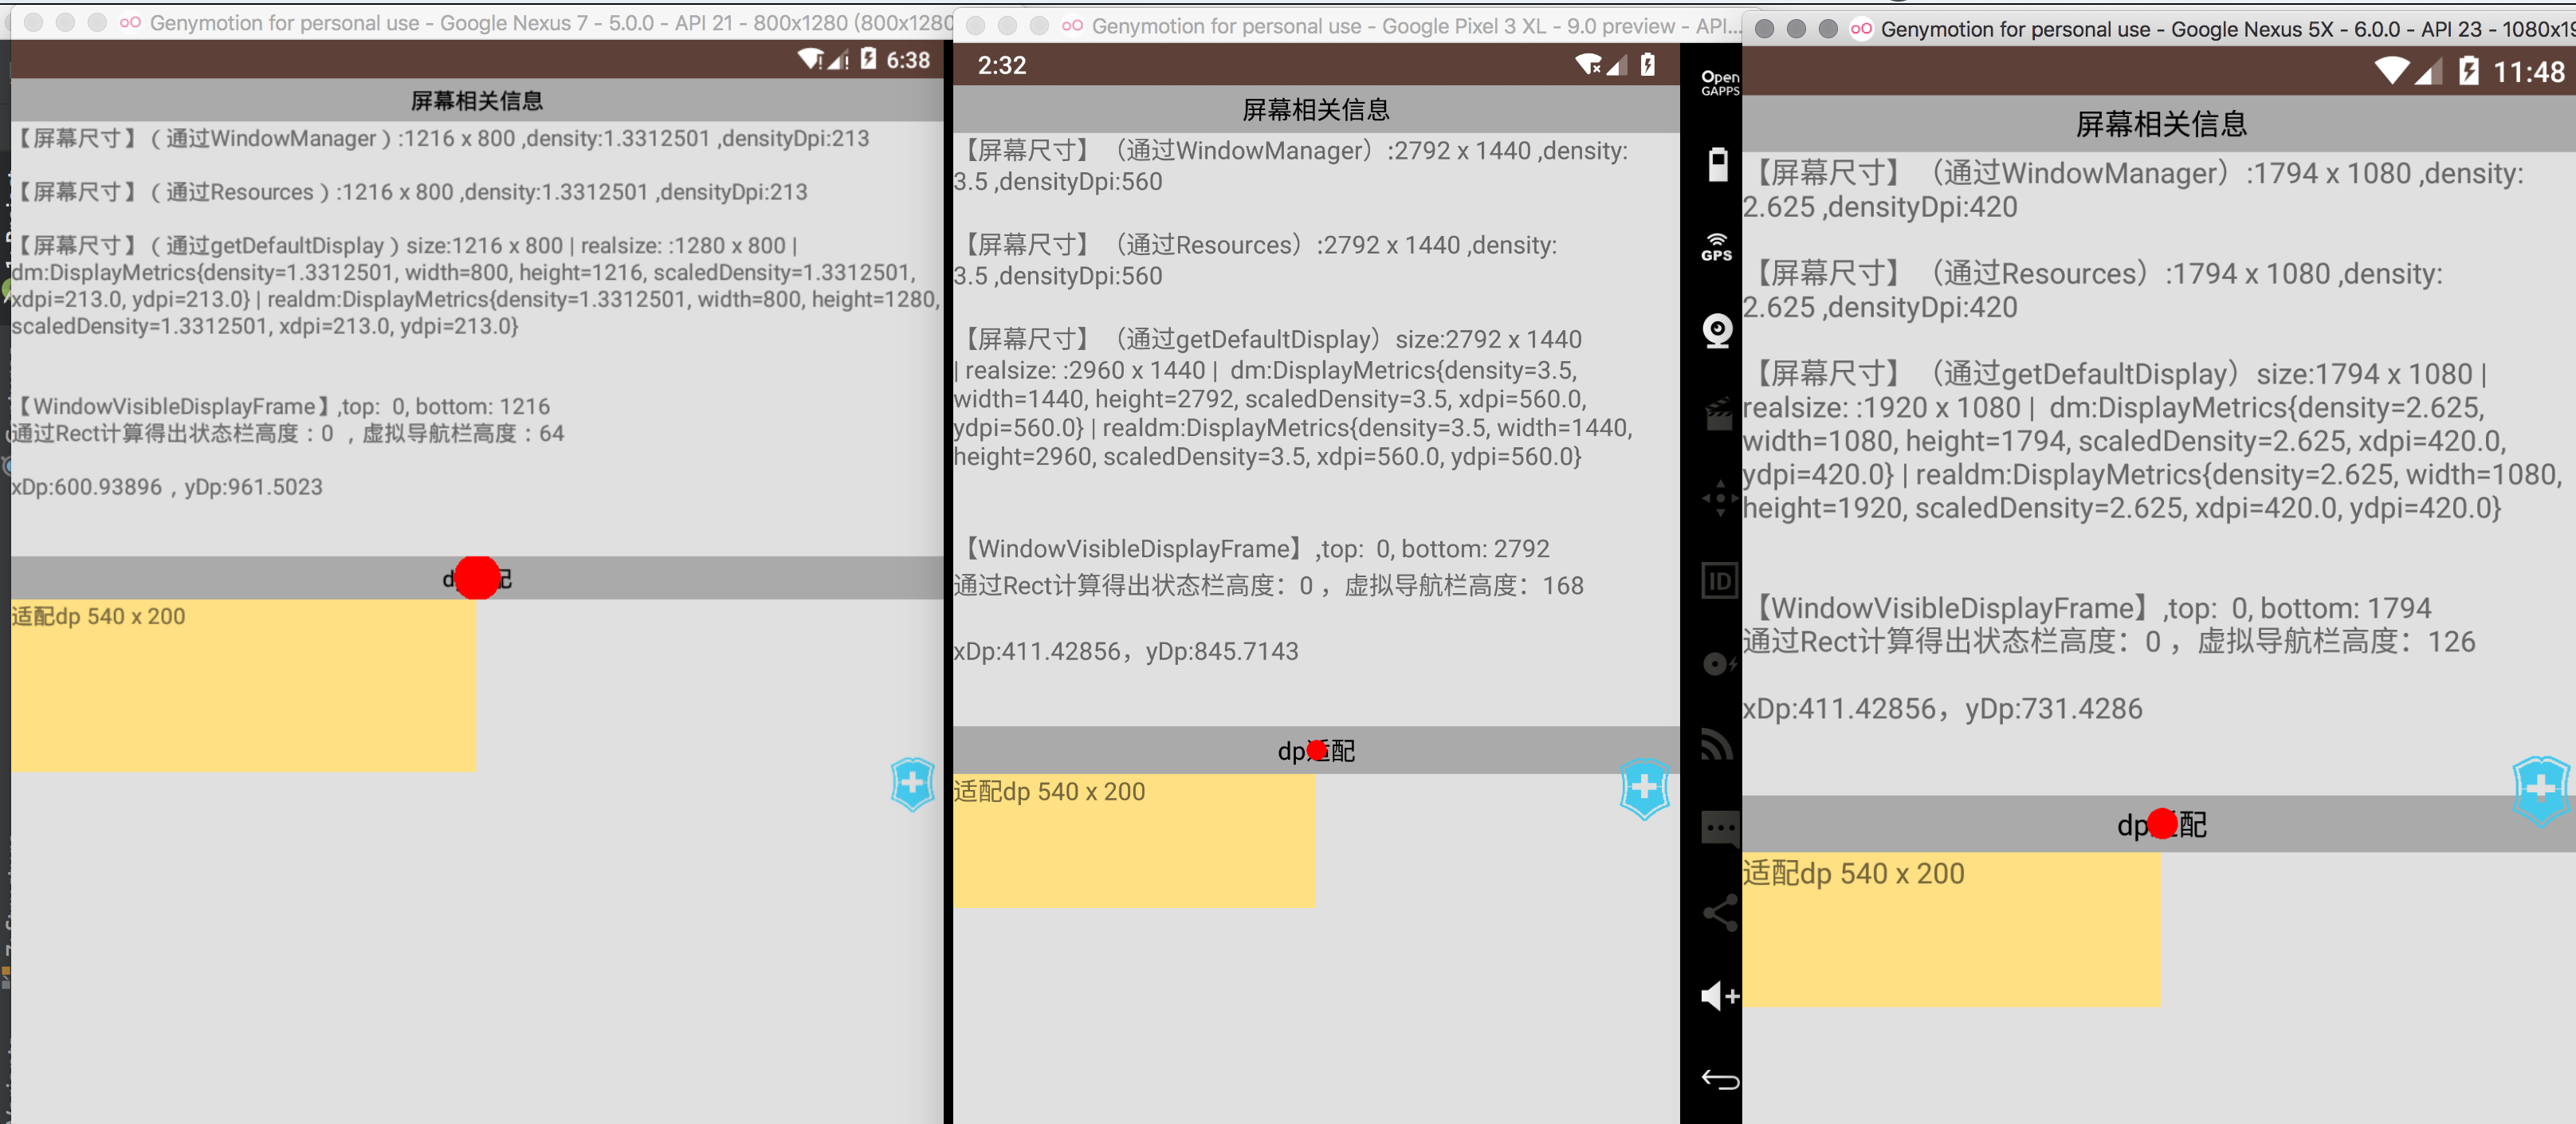 Genymotion for personal use - Google Nexus 7 - 5.0.0 - API 21 - 800x1280 (800x1280
6:38
屏幕相关信息
【屏幕尺寸】（通过WindowManager）:1216 x 800 ,density:1.3312501 ,densityDpi:213
【屏幕尺寸】（通过Resources）:1216 x 800 ,density:1.3312501 ,densityDpi:213
【屏幕尺寸】（通过getDefaultDisplay）size:1216 x 800 | realsize: :1280 x 800 |
dm:DisplayMetrics{density=1.3312501, width=800, height=1216, scaledDensity=1.3312501,
xdpi=213.0, ydpi=213.0} | realdm:DisplayMetrics{density=1.3312501, width=800, height=1280,
scaledDensity=1.3312501, xdpi=213.0, ydpi=213.0}
【WindowVisibleDisplayFrame】,top:  0, bottom: 1216
通过Rect计算得出状态栏高度：0 ，虚拟导航栏高度：64
xDp:600.93896，yDp:961.5023
适配dp 540 x 200
Genymotion for personal use - Google Pixel 3 XL - 9.0 preview - API...
2:32
屏幕相关信息
【屏幕尺寸】（通过WindowManager）:2792 x 1440 ,density:
3.5 ,densityDpi:560
【屏幕尺寸】（通过Resources）:2792 x 1440 ,density:
3.5 ,densityDpi:560
【屏幕尺寸】（通过getDefaultDisplay）size:2792 x 1440
| realsize: :2960 x 1440 |  dm:DisplayMetrics{density=3.5,
width=1440, height=2792, scaledDensity=3.5, xdpi=560.0,
ydpi=560.0} | realdm:DisplayMetrics{density=3.5, width=1440,
height=2960, scaledDensity=3.5, xdpi=560.0, ydpi=560.0}
【WindowVisibleDisplayFrame】,top:  0, bottom: 2792
通过Rect计算得出状态栏高度：0 ，虚拟导航栏高度：168
xDp:411.42856，yDp:845.7143
dp适配
适配dp 540 x 200
Open
GAPPS
GPS
ID
Genymotion for personal use - Google Nexus 5X - 6.0.0 - API 23 - 1080x19
11:48
屏幕相关信息
【屏幕尺寸】（通过WindowManager）:1794 x 1080 ,density:
2.625 ,densityDpi:420
【屏幕尺寸】（通过Resources）:1794 x 1080 ,density:
2.625 ,densityDpi:420
【屏幕尺寸】（通过getDefaultDisplay）size:1794 x 1080 |
realsize: :1920 x 1080 |  dm:DisplayMetrics{density=2.625,
width=1080, height=1794, scaledDensity=2.625, xdpi=420.0,
ydpi=420.0} | realdm:DisplayMetrics{density=2.625, width=1080,
height=1920, scaledDensity=2.625, xdpi=420.0, ydpi=420.0}
【WindowVisibleDisplayFrame】,top:  0, bottom: 1794
通过Rect计算得出状态栏高度：0 ，虚拟导航栏高度：126
xDp:411.42856，yDp:731.4286
dp适配
适配dp 540 x 200